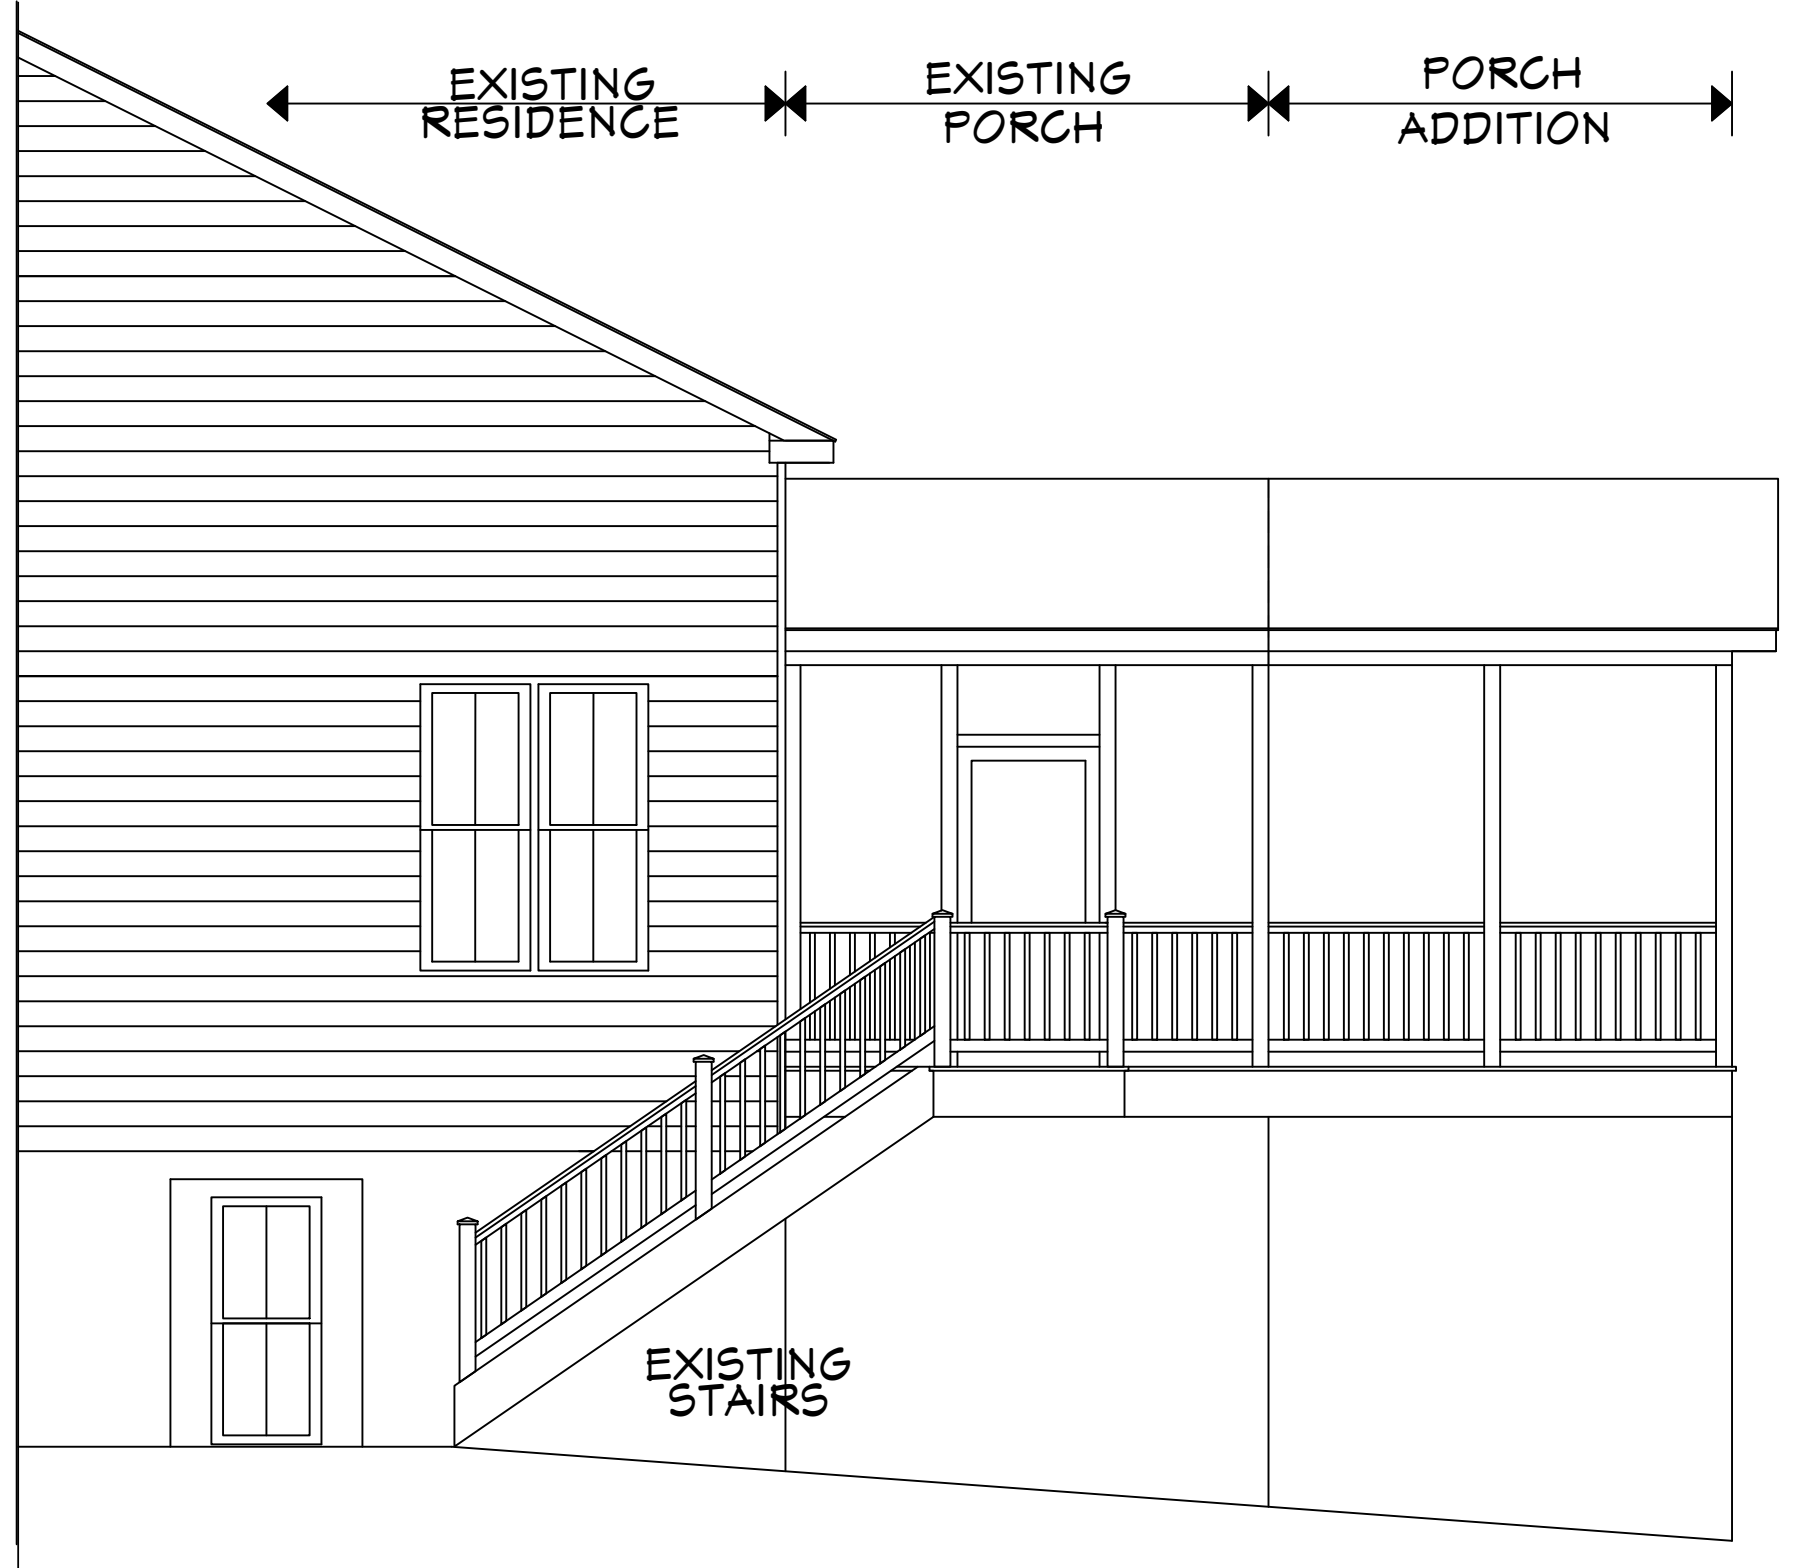 EXISTING
RESIDENCE
EXISTING
PORCH
PORCH
ADDITION
EXISTING
STAIRS